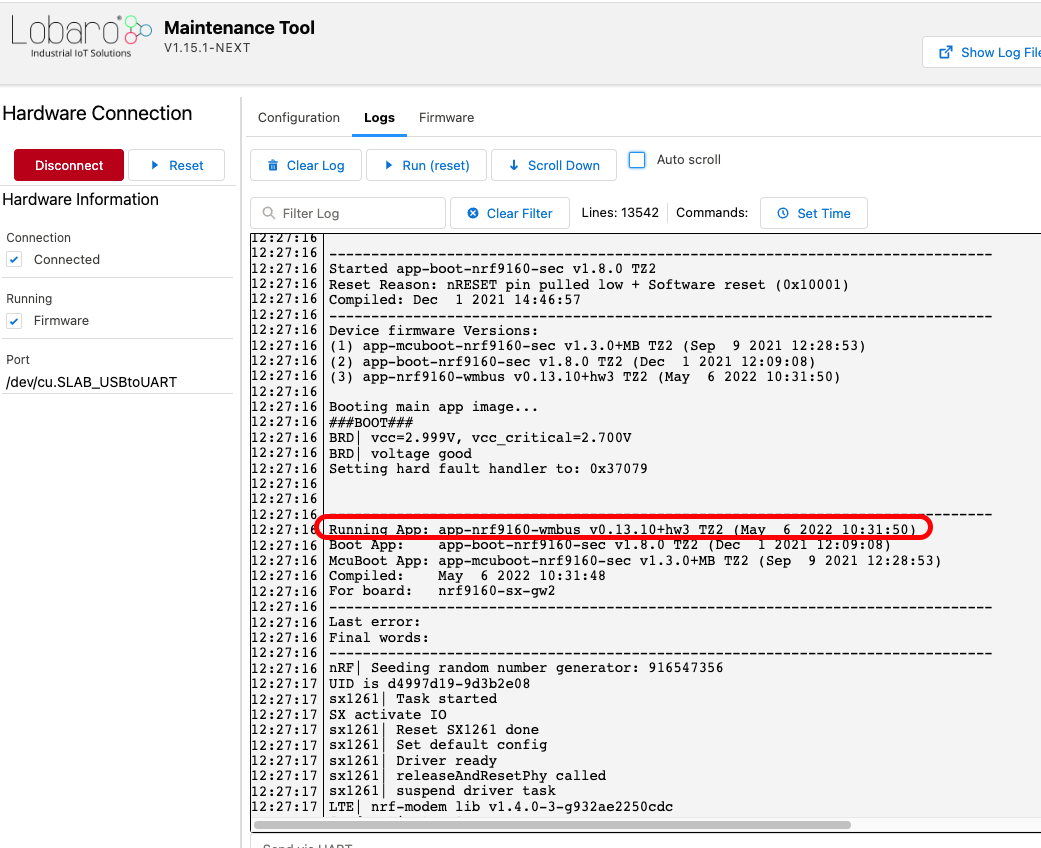 Lobaro
Industrial IoT Solutions
Maintenance Tool
V1.15.1-NEXT
Show Log File
Hardware Connection
Disconnect
Reset
Hardware Information
Connection
Connected
Running
Firmware
Port
/dev/cu.SLAB_USBtoUART
Configuration Logs Firmware
Clear Log Run (reset) Scroll Down Auto scroll
Filter Log Clear Filter Lines: 13542 Commands: Set Time
12:27:16
12:27:16 -------------------------------------------------------------------------------
12:27:16 Started app-boot-nrf9160-sec v1.8.0 TZ2
12:27:16 Reset Reason: nRESET pin pulled low + Software reset (0x10001)
12:27:16 Compiled: Dec  1 2021 14:46:57
12:27:16 -------------------------------------------------------------------------------
12:27:16 Device firmware Versions:
12:27:16 (1) app-mcuboot-nrf9160-sec v1.3.0+MB TZ2 (Sep  9 2021 12:28:53)
12:27:16 (2) app-boot-nrf9160-sec v1.8.0 TZ2 (Dec  1 2021 12:09:08)
12:27:16 (3) app-nrf9160-wmbus v0.13.10+hw3 TZ2 (May  6 2022 10:31:50)
12:27:16
12:27:16 Booting main app image...
12:27:16 ###BOOT###
12:27:16 BRD| vcc=2.999V, vcc_critical=2.700V
12:27:16 BRD| voltage good
12:27:16 Setting hard fault handler to: 0x37079
12:27:16
12:27:16
12:27:16 -------------------------------------------------------------------------------
12:27:16 Running App: app-nrf9160-wmbus v0.13.10+hw3 TZ2 (May  6 2022 10:31:50)
12:27:16 Boot App:    app-boot-nrf9160-sec v1.8.0 TZ2 (Dec  1 2021 12:09:08)
12:27:16 McuBoot App: app-mcuboot-nrf9160-sec v1.3.0+MB TZ2 (Sep  9 2021 12:28:53)
12:27:16 Compiled:    May  6 2022 10:31:48
12:27:16 For board:   nrf9160-sx-gw2
12:27:16 -------------------------------------------------------------------------------
12:27:16 Last error:
12:27:16 Final words:
12:27:16 -------------------------------------------------------------------------------
12:27:16 nRF| Seeding random number generator: 916547356
12:27:17 UID is d4997d19-9d3b2e08
12:27:17 sx1261| Task started
12:27:17 SX activate IO
12:27:17 sx1261| Reset SX1261 done
12:27:17 sx1261| Set default config
12:27:17 sx1261| Driver ready
12:27:17 sx1261| releaseAndResetPhy called
12:27:17 sx1261| suspend driver task
12:27:17 LTE| nrf-modem lib v1.4.0-3-g932ae2250cdc
Send via UART